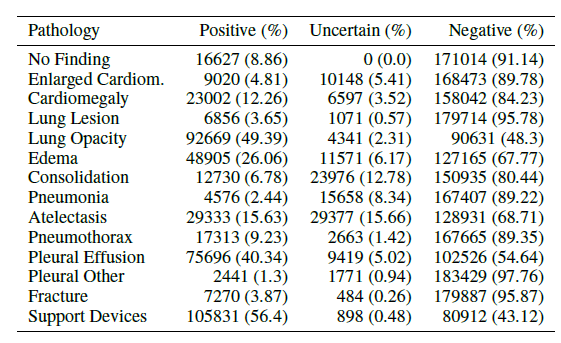 Pathology Positive (%) Uncertain (%) Negative (%)
No Finding 16627 (8.86) 0 (0.0) 171014 (91.14)
Enlarged Cardiom. 9020 (4.81) 10148 (5.41) 168473 (89.78)
Cardiomegaly 23002 (12.26) 6597 (3.52) 158042 (84.23)
Lung Lesion 6856 (3.65) 1071 (0.57) 179714 (95.78)
Lung Opacity 92669 (49.39) 4341 (2.31) 90631 (48.3)
Edema 48905 (26.06) 11571 (6.17) 127165 (67.77)
Consolidation 12730 (6.78) 23976 (12.78) 150935 (80.44)
Pneumonia 4576 (2.44) 15658 (8.34) 167407 (89.22)
Atelectasis 29333 (15.63) 29377 (15.66) 128931 (68.71)
Pneumothorax 17313 (9.23) 2663 (1.42) 167665 (89.35)
Pleural Effusion 75696 (40.34) 9419 (5.02) 102526 (54.64)
Pleural Other 2441 (1.3) 1771 (0.94) 183429 (97.76)
Fracture 7270 (3.87) 484 (0.26) 179887 (95.87)
Support Devices 105831 (56.4) 898 (0.48) 80912 (43.12)